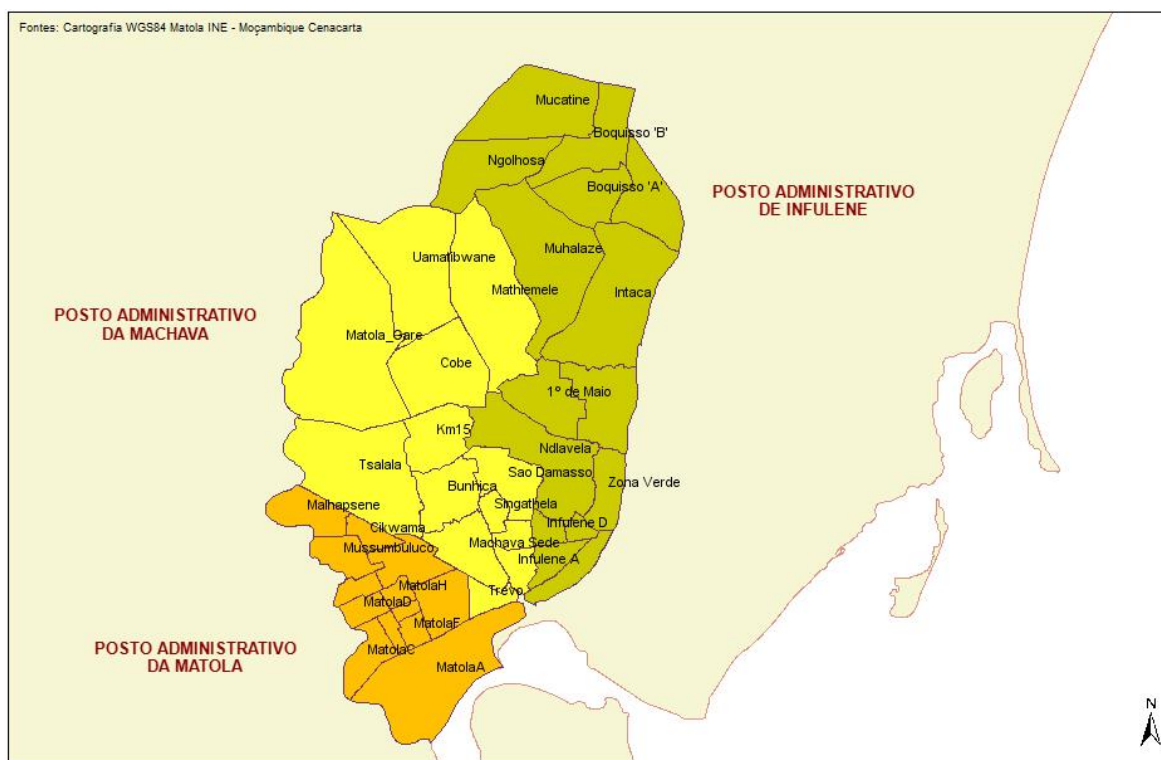 Fontes: Cartografia WGS84 Matola INE - Moçambique Cenacarta
Mucatine
Boquisso 'B'
Ngolhosa
Boquisso 'A'
POSTO ADMINISTRATIVO
DE INFULENE
Muhalaze
Uamatibwane
Mathlemele
Intaca
POSTO ADMINISTRATIVO
DA MACHAVA
Matola_Gare
Cobe
1º de Maio
Km15
Ndlavela
Tsalala
Sao Damasso
Zona Verde
Bunhiça
Singathela
Malhapsene
Infulene D
Cikwama
Machava Sede
Mussumbuluco
Infulene A
MatolaH
Trevo
MatolaD
MatolaF
POSTO ADMINISTRATIVO
DA MATOLA
MatolaC
MatolaA
N